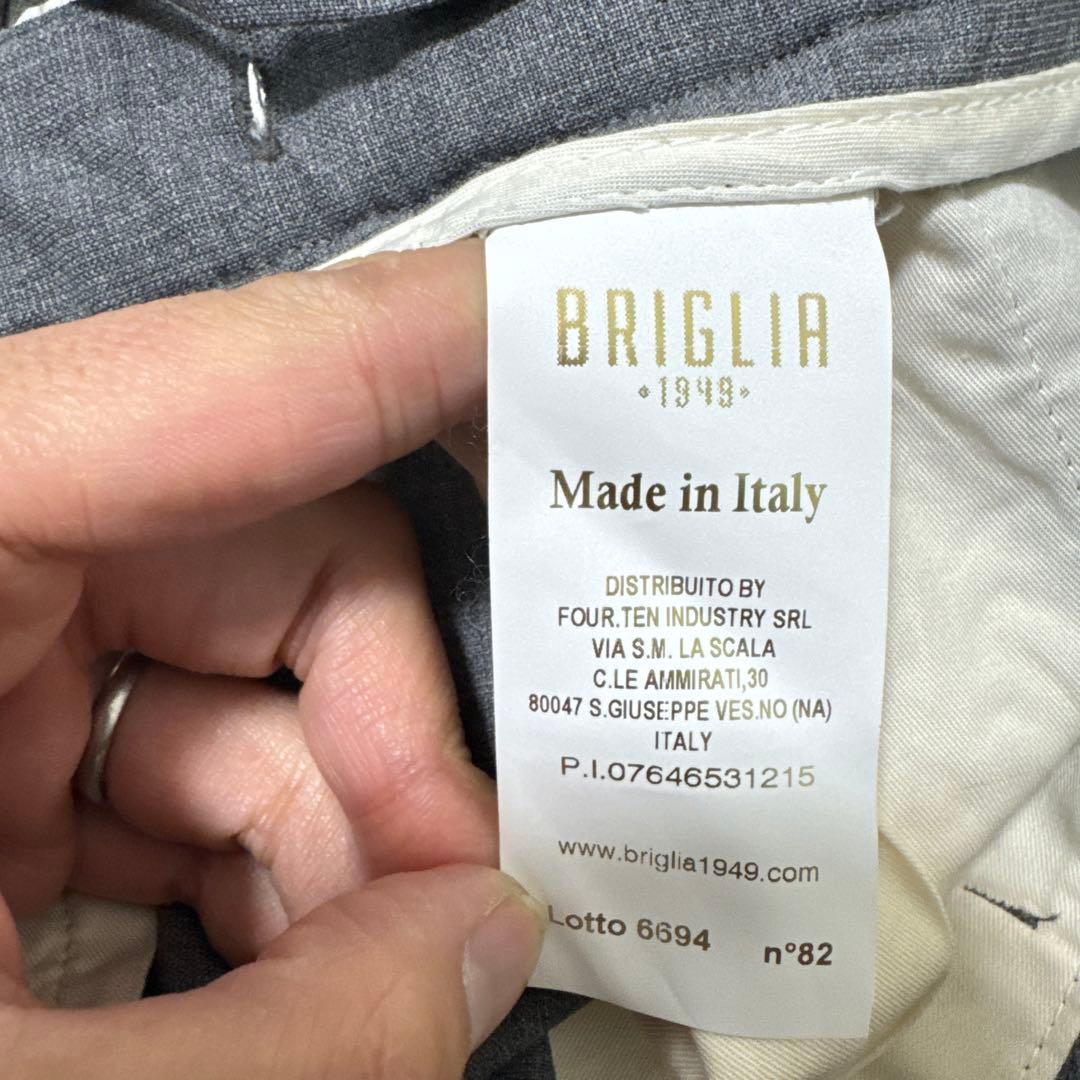 BRIGLIA
1949
Made in Italy
DISTRIBUITO BY
FOUR.TEN INDUSTRY SRL
VIA S.M. LA SCALA
C.LE AMMIRATI,30
80047 S.GIUSEPPE VES.NO (NA)
ITALY
P.I.07646531215
www.briglia1949.com
Lotto 6694 n°82